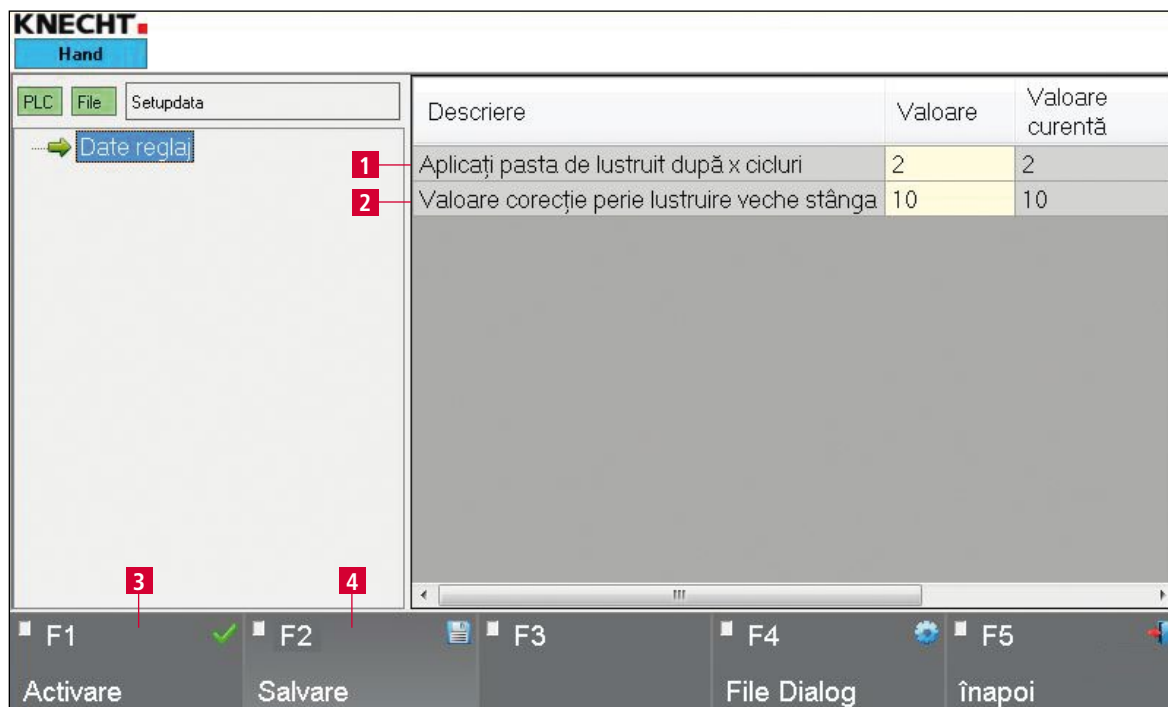 KNECHT
Hand
PLC File Setupdata
Date reglaj
Descriere Valoare Valoare curentă
1 Aplicați pasta de lustruit după x cicluri 2 2
2 Valoare corecție perie lustruire veche stânga 10 10
3 4
F1 F2 F3 F4 F5
Activare Salvare File Dialog înapoi